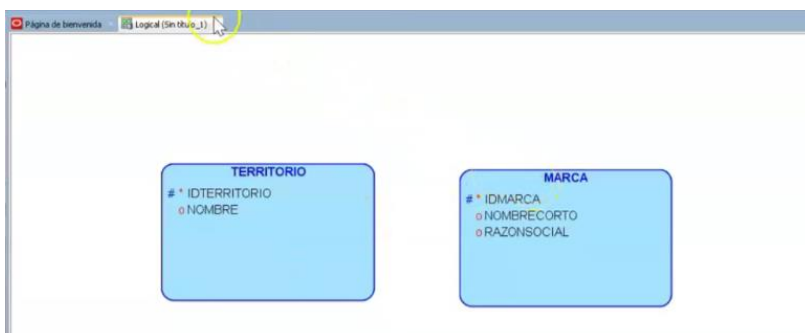 Página de bienvenida
Logical (Sin título_1)
TERRITORIO
# * IDTERRITORIO
o NOMBRE
MARCA
# * IDMARCA
o NOMBRECORTO
o RAZONSOCIAL